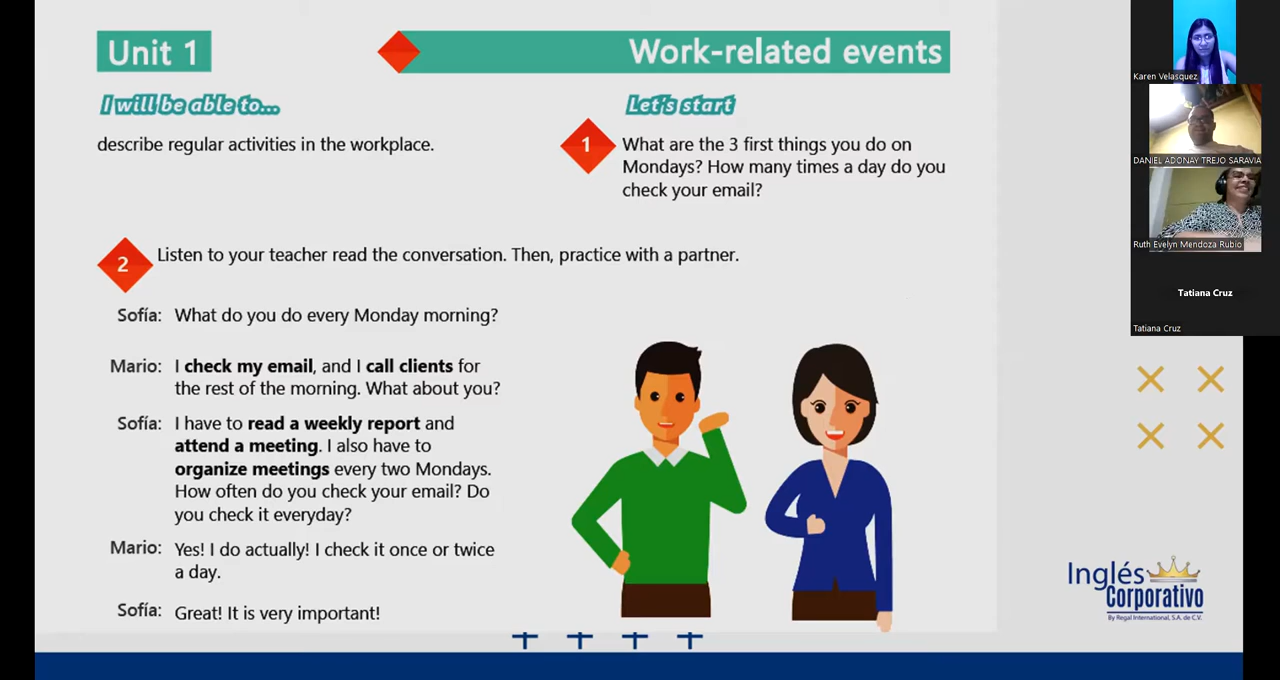 Unit 1
Work-related events
I will be able to...
describe regular activities in the workplace.
Let's start
1
What are the 3 first things you do on
Mondays? How many times a day do you
check your email?
2
Listen to your teacher read the conversation. Then, practice with a partner.
Sofía: What do you do every Monday morning?
Mario: I check my email, and I call clients for
the rest of the morning. What about you?
Sofía: I have to read a weekly report and
attend a meeting. I also have to
organize meetings every two Mondays.
How often do you check your email? Do
you check it everyday?
Mario: Yes! I do actually! I check it once or twice
a day.
Sofía: Great! It is very important!
Karen Velasquez
DANIEL ADONAY TREJO SARAVIA
Ruth Evelyn Mendoza Rubio
Tatiana Cruz
Tatiana Cruz
Inglés
Corporativo
By Regal International, S.A. de C.V.